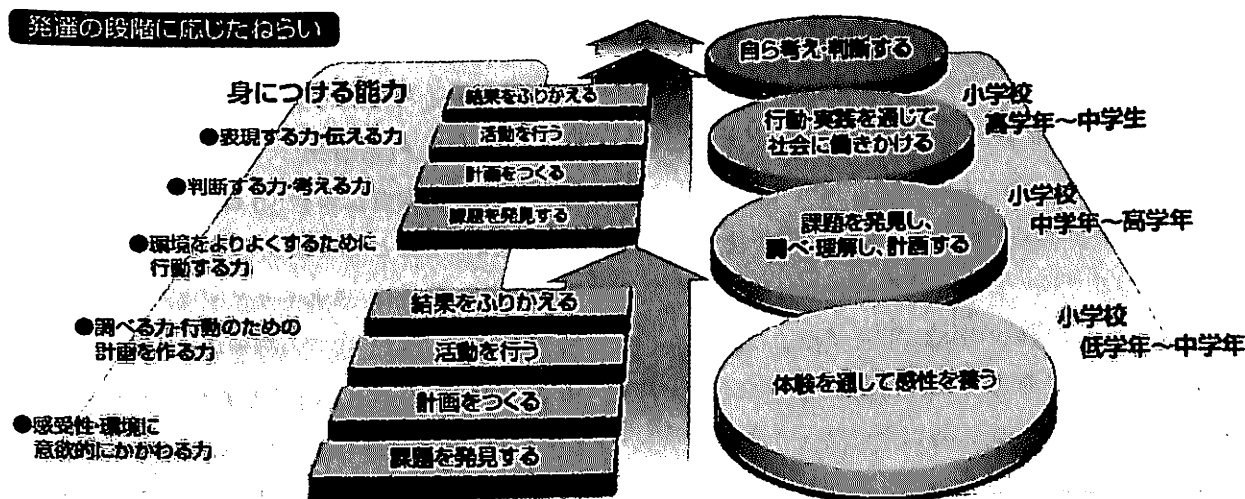 発達の段階に応じたねらい
身につける能力
●表現する力・伝える力
●判断する力・考える力
●環境をよりよくするために
行動する力
●調べる力・行動のための
計画を作る力
●感受性・環境に
意欲的にかかわる力
結果をふりかえる
活動を行う
計画をつくる
課題を発見する
結果をふりかえる
活動を行う
計画をつくる
課題を発見する
自ら考え・判断する
行動・実践を通じて
社会に働きかける
課題を発見し、
調べ・理解し、計画する
体験を通して感性を養う
小学校
高学年～中学生
小学校
中学年～高学年
小学校
低学年～中学年